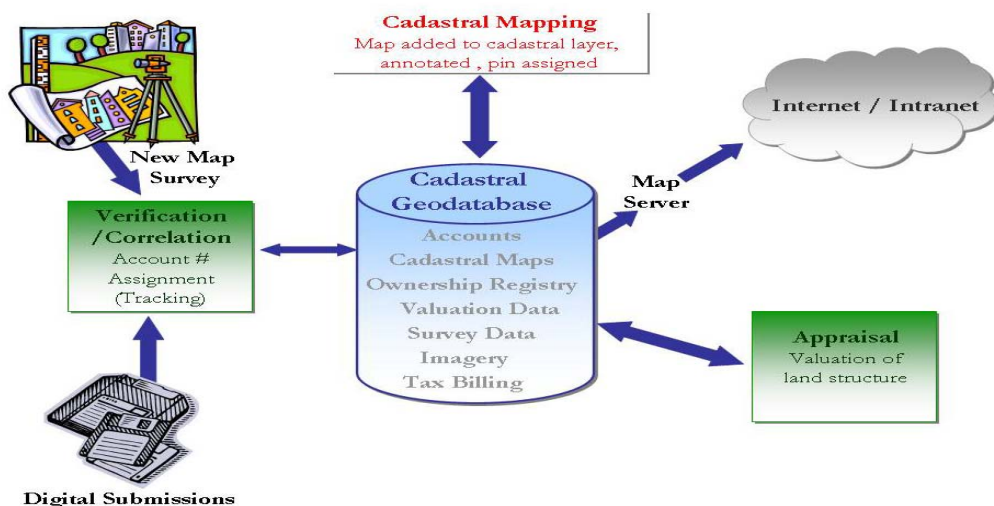 Cadastral Mapping
Map added to cadastral layer,
annotated , pin assigned
Internet / Intranet
New Map
Survey
Map
Server
Cadastral
Geodatabase
Accounts
Cadastral Maps
Ownership Registry
Valuation Data
Survey Data
Imagery
Tax Billing
Verification
/Correlation
Account #
Assignment
(Tracking)
Appraisal
Valuation of
land structure
Digital Submissions